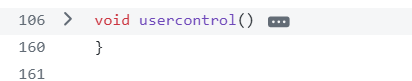 106 void usercontrol() ...
160 }
161